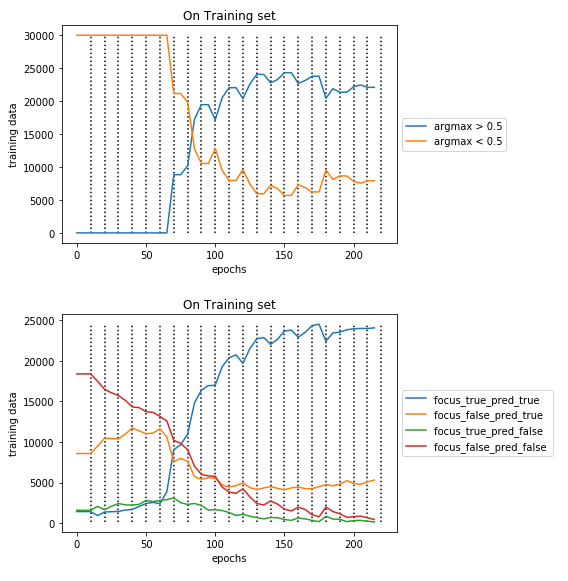 On Training set
30000
25000
20000
15000
10000
5000
0
training data
0 50 100 150 200
epochs
argmax > 0.5
argmax < 0.5
On Training set
25000
20000
15000
10000
5000
0
training data
0 50 100 150 200
epochs
focus_true_pred_true
focus_false_pred_true
focus_true_pred_false
focus_false_pred_false